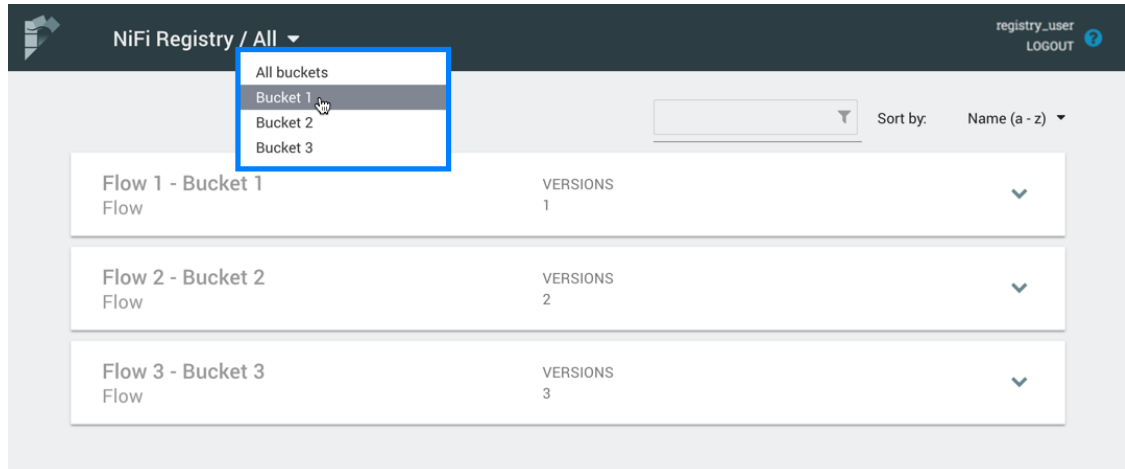 NiFi Registry / All
registry_user
LOGOUT
?
All buckets
Bucket 1
Bucket 2
Bucket 3
Sort by:
Name (a - z)
Flow 1 - Bucket 1
Flow
VERSIONS
1
Flow 2 - Bucket 2
Flow
VERSIONS
2
Flow 3 - Bucket 3
Flow
VERSIONS
3